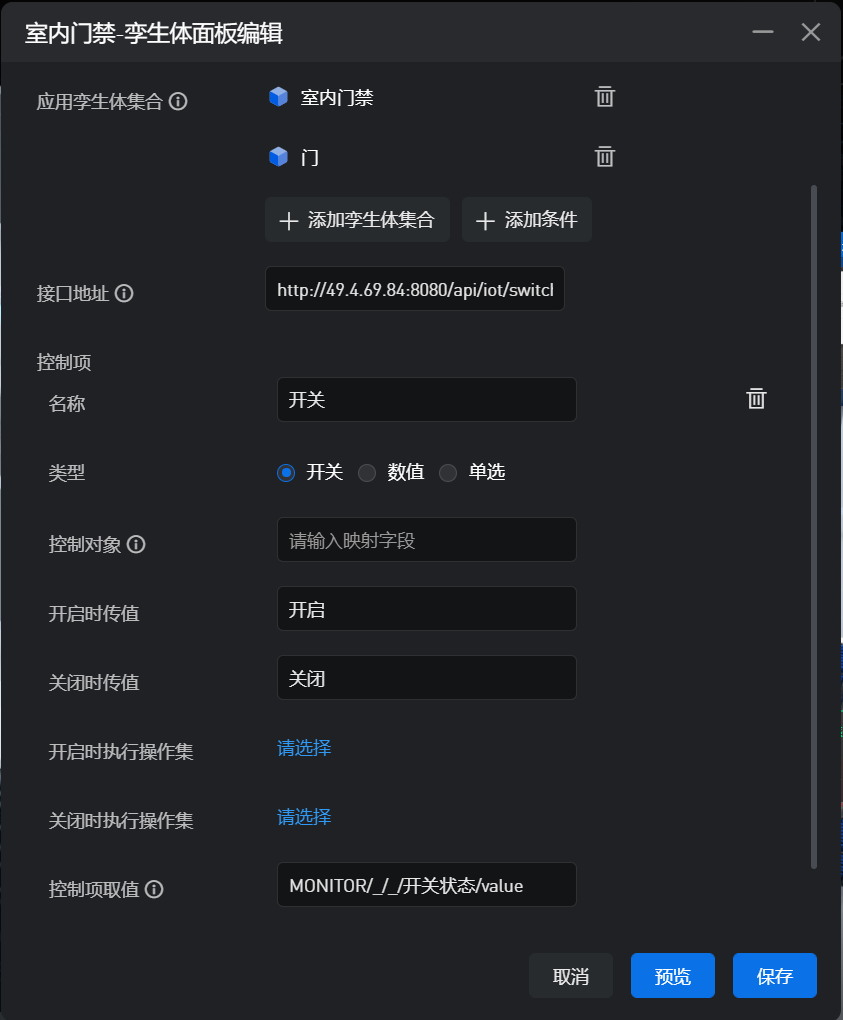 室内门禁-孪生体面板编辑
应用孪生体集合
室内门禁
门
添加孪生体集合
添加条件
接口地址
http://49.4.69.84:8080/api/iot/switcl
控制项
名称
开关
类型
开关
数值
单选
控制对象
请输入映射字段
开启时传值
开启
关闭时传值
关闭
开启时执行操作集
请选择
关闭时执行操作集
请选择
控制项取值
MONITOR/_/_/开关状态/value
取消
预览
保存